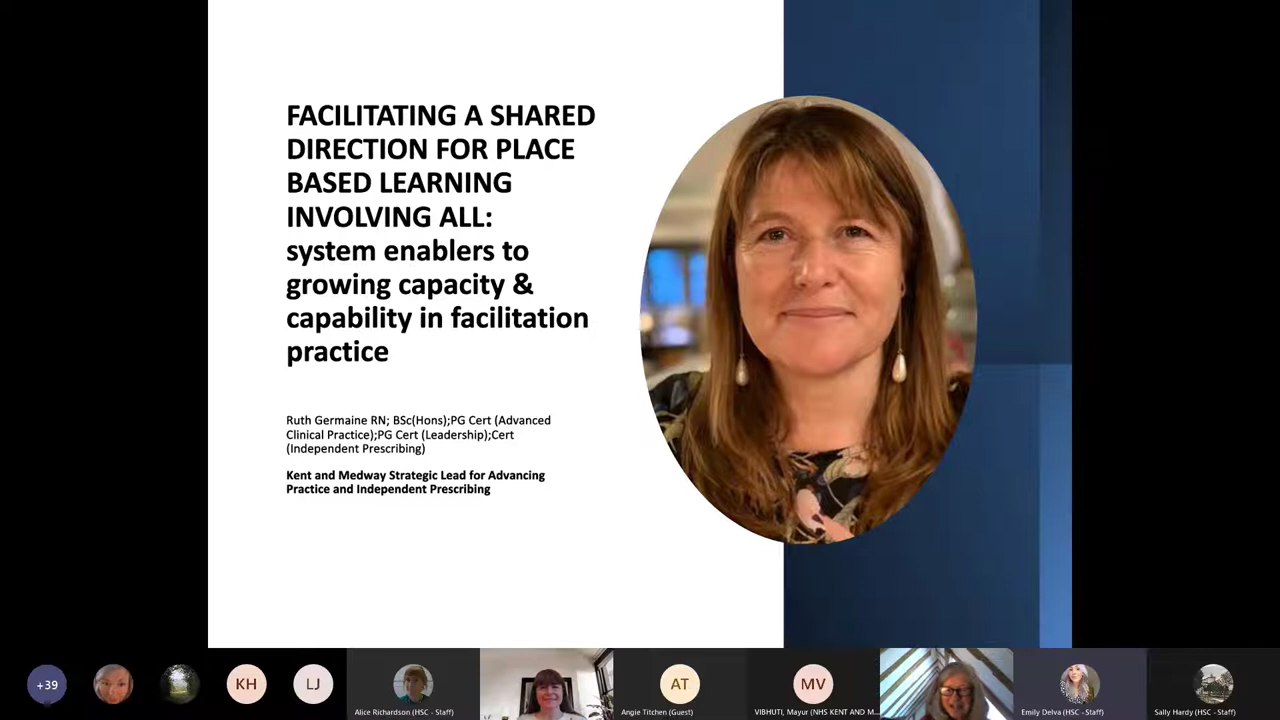 FACILITATING A SHARED
DIRECTION FOR PLACE
BASED LEARNING
INVOLVING ALL:
system enablers to
growing capacity &
capability in facilitation
practice
Ruth Germaine RN; BSc(Hons);PG Cert (Advanced
Clinical Practice);PG Cert (Leadership);Cert
(Independent Prescribing)
Kent and Medway Strategic Lead for Advancing
Practice and Independent Prescribing
+39
KH
LJ
Alice Richardson (HSC - Staff)
AT
Angie Titchen (Guest)
MV
VIBHUTI, Mayur (NHS KENT AND M...
Emily Delva (HSC - Staff)
Sally Hardy (HSC - Staff)